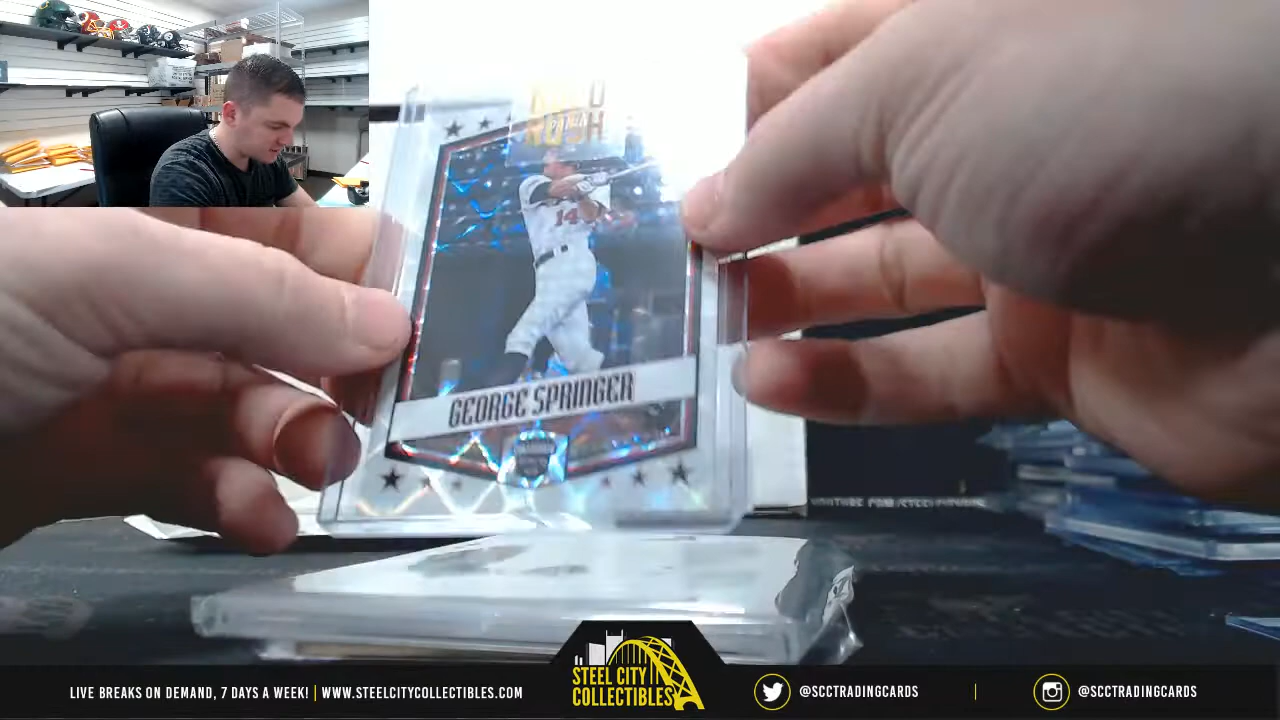 14
GEORGE SPRINGER
STEEL CITY
COLLECTIBLES
LIVE BREAKS ON DEMAND, 7 DAYS A WEEK! | WWW.STEELCITYCOLLECTIBLES.COM
@SCCTRADINGCARDS | @SCCTRADINGCARDS